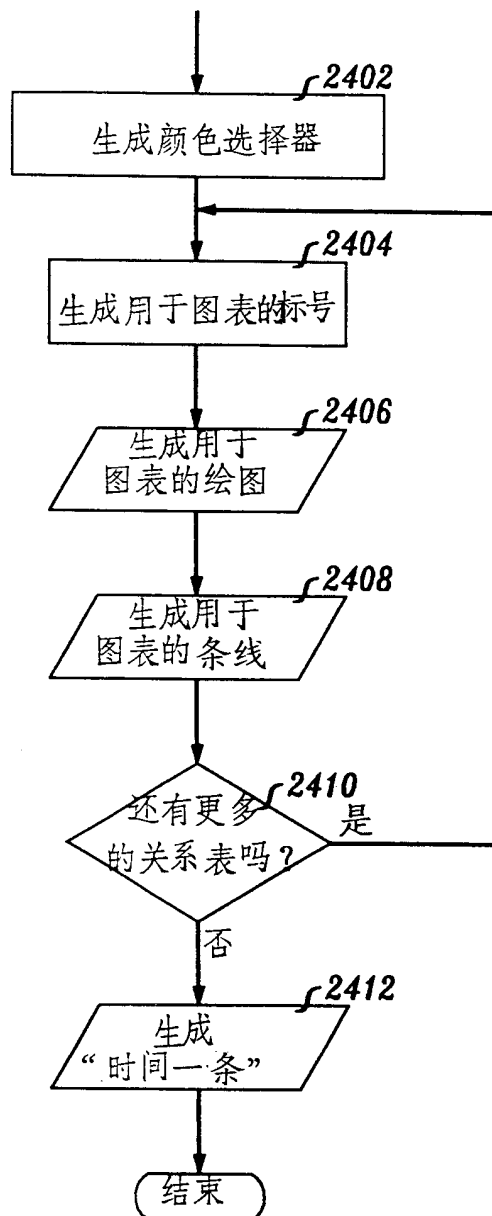 2402
生成颜色选择器
2404
生成用于图表的标号
2406
生成用于
图表的绘图
2408
生成用于
图表的条线
2410
还有更多
的关系表吗？
是
否
2412
生成
“时间一条”
结束